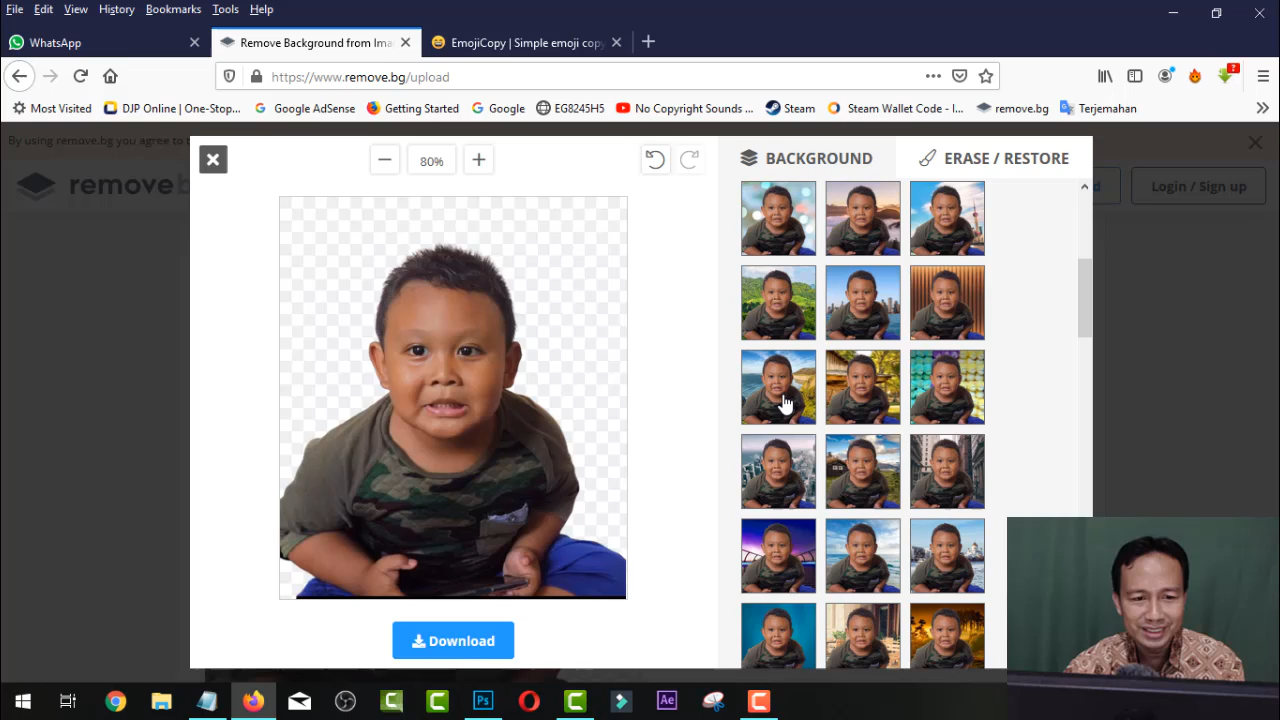 File Edit View History Bookmarks Tools Help
WhatsApp
Remove Background from Ima
EmojiCopy | Simple emoji copy
https://www.remove.bg/upload
Most Visited
DJP Online | One-Stop...
Google AdSense
Getting Started
Google
EG8245H5
No Copyright Sounds ...
Steam
Steam Wallet Code - I...
remove.bg
Terjemahan
By using remove.bg you agree to
remove
Login / Sign up
80%
BACKGROUND
ERASE / RESTORE
Download
Ps
Ae